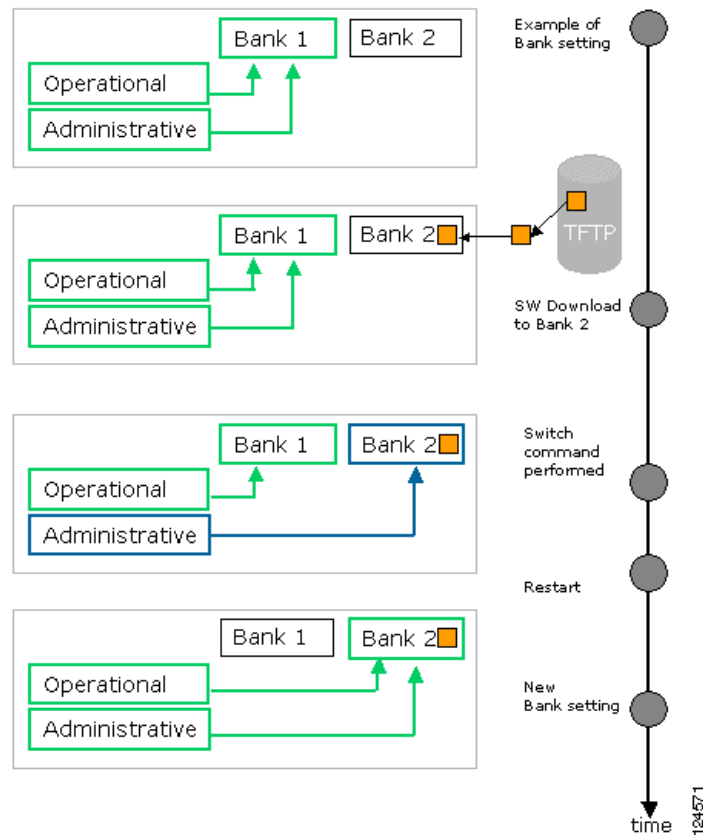 Bank 1
Bank 2
Operational
Administrative
Example of
Bank setting
Bank 1
Bank 2
Operational
Administrative
TFTP
SW Download
to Bank 2
Bank 1
Bank 2
Operational
Administrative
Switch
command
performed
Restart
Bank 1
Bank 2
Operational
Administrative
New
Bank setting
time
124571